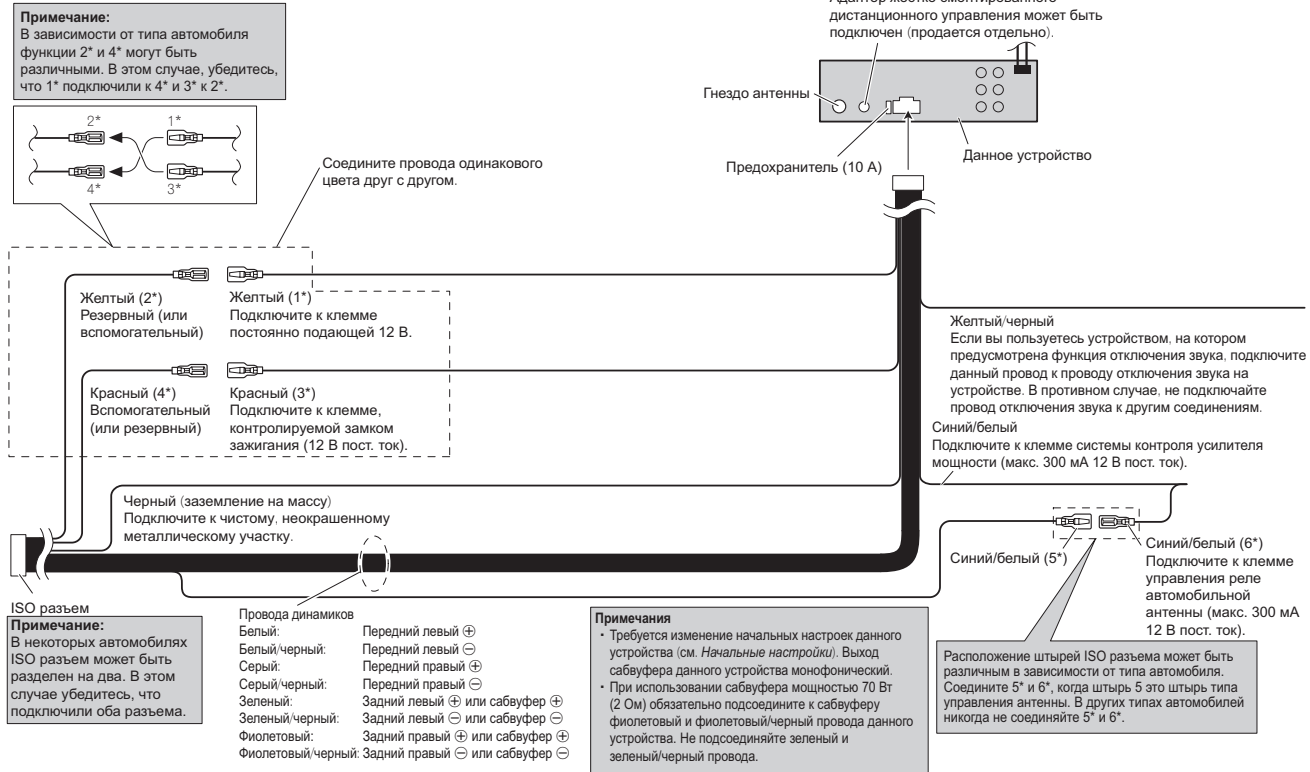 Примечание:
В зависимости от типа автомобиля
функции 2* и 4* могут быть
различными. В этом случае, убедитесь,
что 1* подключили к 4* и 3* к 2*.
2*
1*
4*
3*
Соедините провода одинакового
цвета друг с другом.
дистанционного управления может быть
подключен (продается отдельно).
Гнездо антенны
Предохранитель (10 А)
Данное устройство
Желтый (2*)
Резервный (или
вспомогательный)
Желтый (1*)
Подключите к клемме
постоянно подающей 12 В.
Красный (4*)
Вспомогательный
(или резервный)
Красный (3*)
Подключите к клемме,
контролируемой замком
зажигания (12 В пост. ток).
Желтый/черный
Если вы пользуетесь устройством, на котором
предусмотрена функция отключения звука, подключите
данный провод к проводу отключения звука на
устройстве. В противном случае, не подключайте
провод отключения звука к другим соединениям.
Синий/белый
Подключите к клемме системы контроля усилителя
мощности (макс. 300 мА 12 В пост. ток).
Черный (заземление на массу)
Подключите к чистому, неокрашенному
металлическому участку.
Синий/белый (5*)
Синий/белый (6*)
Подключите к клемме
управления реле
автомобильной
антенны (макс. 300 мА
12 В пост. ток).
ISO разъем
Примечание:
В некоторых автомобилях
ISO разъем может быть
разделен на два. В этом
случае убедитесь, что
подключили оба разъема.
Провода динамиков
Белый: Передний левый ⊕
Белый/черный: Передний левый ⊖
Серый: Передний правый ⊕
Серый/черный: Передний правый ⊖
Зеленый: Задний левый ⊕ или сабвуфер ⊕
Зеленый/черный: Задний левый ⊖ или сабвуфер ⊖
Фиолетовый: Задний правый ⊕ или сабвуфер ⊕
Фиолетовый/черный: Задний правый ⊖ или сабвуфер ⊖
Примечания
• Требуется изменение начальных настроек данного
устройства (см. Начальные настройки). Выход
сабвуфера данного устройства монофонический.
• При использовании сабвуфера мощностью 70 Вт
(2 Ом) обязательно подсоедините к сабвуферу
фиолетовый и фиолетовый/черный провода данного
устройства. Не подсоединяйте зеленый и
зеленый/черный провода.
Расположение штырей ISO разъема может быть
различным в зависимости от типа автомобиля.
Соедините 5* и 6*, когда штырь 5 это штырь типа
управления антенны. В других типах автомобилей
никогда не соединяйте 5* и 6*.